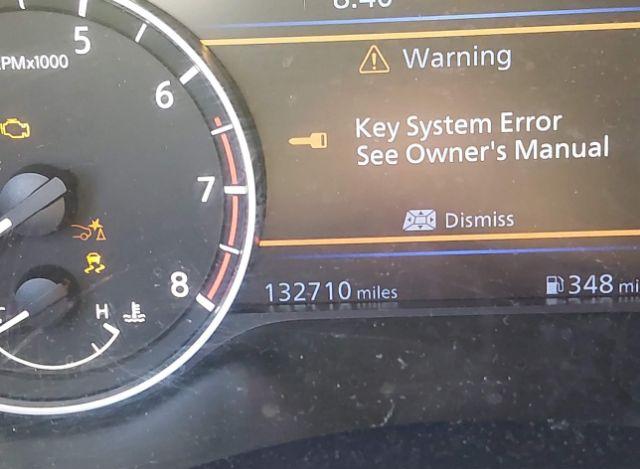 5
PMx1000
Warning
6
Key System Error
See Owner's Manual
7
Dismiss
8
132710 miles
348 mi
H